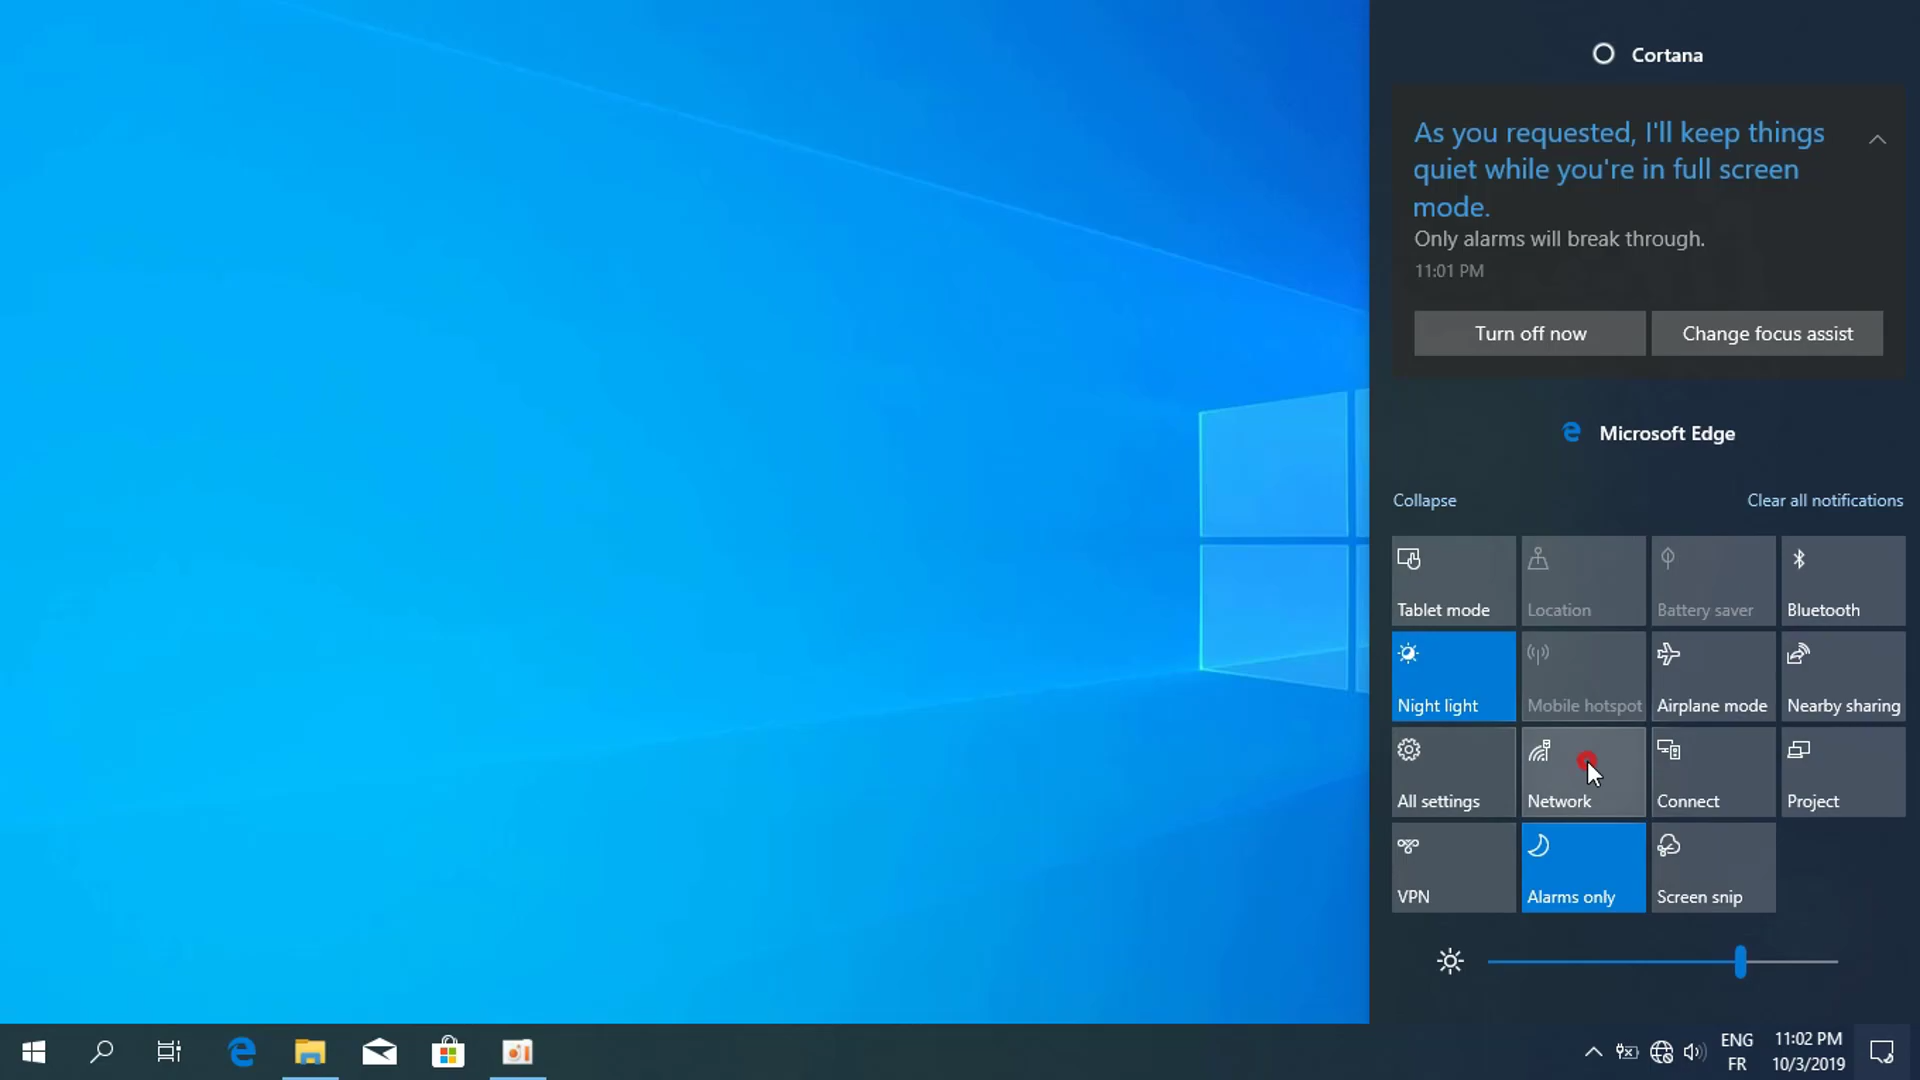 Cortana
As you requested, I'll keep things
quiet while you're in full screen
mode.
Only alarms will break through.
11:01 PM
Turn off now
Change focus assist
Microsoft Edge
Collapse
Clear all notifications
Tablet mode
Location
Battery saver
Bluetooth
Night light
Mobile hotspot
Airplane mode
Nearby sharing
All settings
Network
Connect
Project
VPN
Alarms only
Screen snip
ENG
FR
11:02 PM
10/3/2019